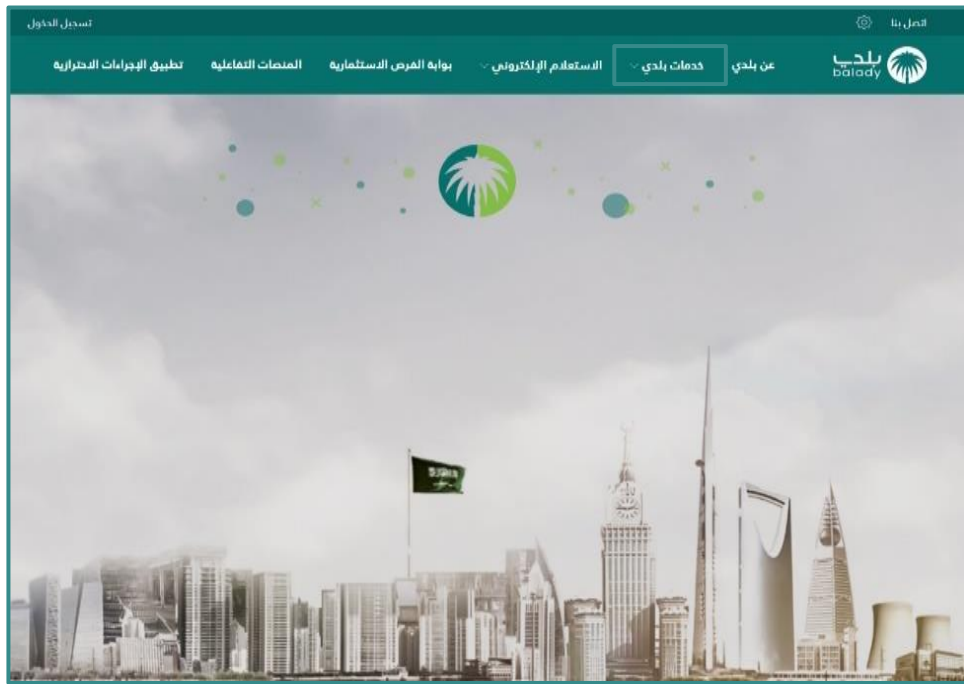 اتصل بنا
تسجيل الدخول
بلدي
balady
عن بلدي
خدمات بلدي
الاستعلام الإلكتروني
بوابة الفرص الاستثمارية
المنصات التفاعلية
تطبيق الإجراءات الاحترازية